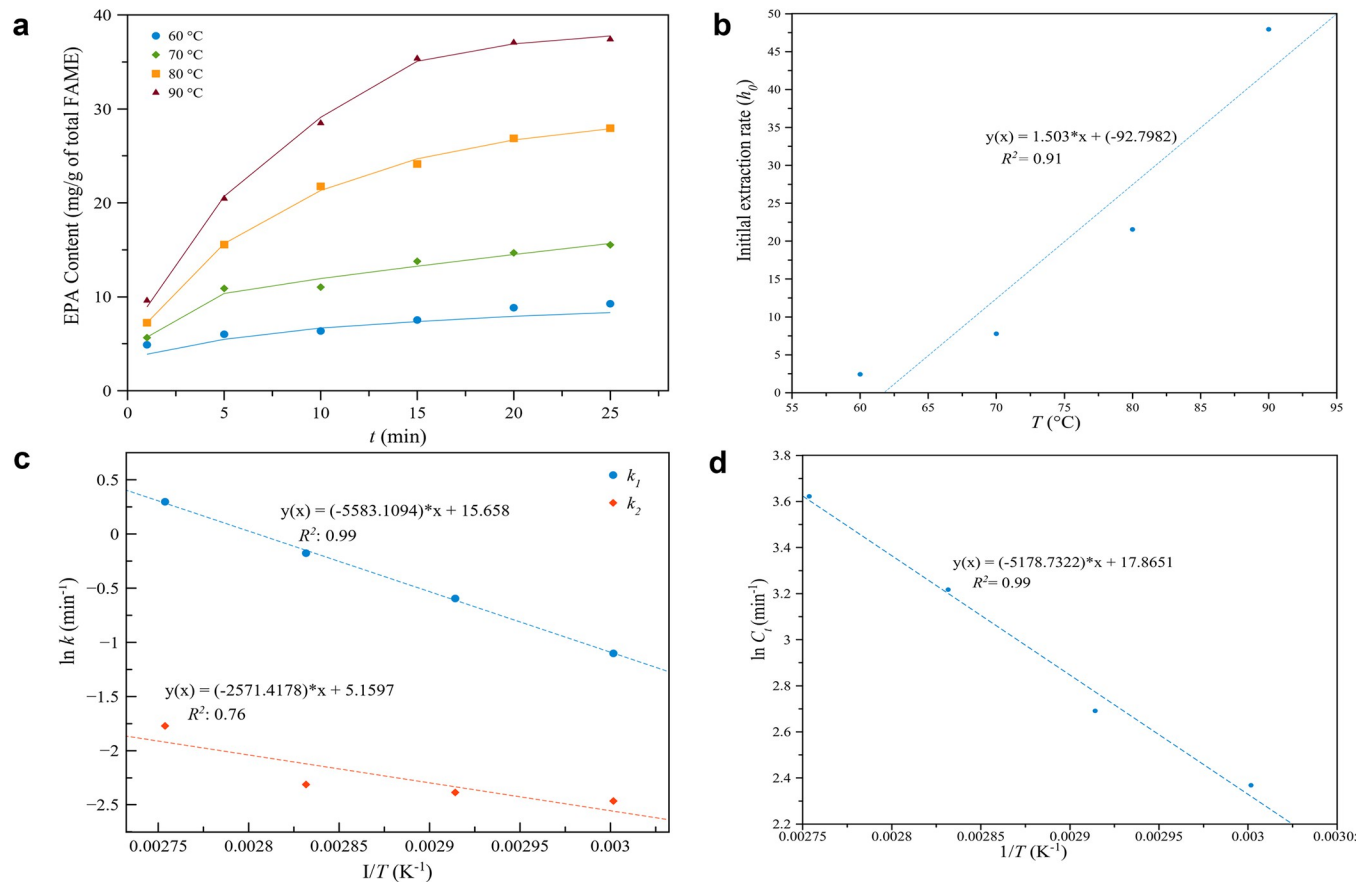 a
EPA Content (mg/g of total FAME)
40
30
20
10
0
60 °C
70 °C
80 °C
90 °C
0 5 10 15 20 25
t (min)
b
Initilal extraction rate (h0)
50
45
40
35
30
25
20
15
10
5
0
y(x) = 1.503*x + (-92.7982)
R2 = 0.91
55 60 65 70 75 80 85 90 95
T (°C)
c
ln k (min-1)
0.5
0
−0.5
−1
−1.5
−2
−2.5
k1
k2
y(x) = (-5583.1094)*x + 15.658
R2: 0.99
y(x) = (-2571.4178)*x + 5.1597
R2: 0.76
0.00275 0.0028 0.00285 0.0029 0.00295 0.003
I/T (K-1)
d
3.8
3.6
3.4
3.2
3
2.8
2.6
2.4
2.2
y(x) = (-5178.7322)*x + 17.8651
R2= 0.99
0.00275 0.0028 0.00285 0.0029 0.00295 0.003
1/T (K-1)